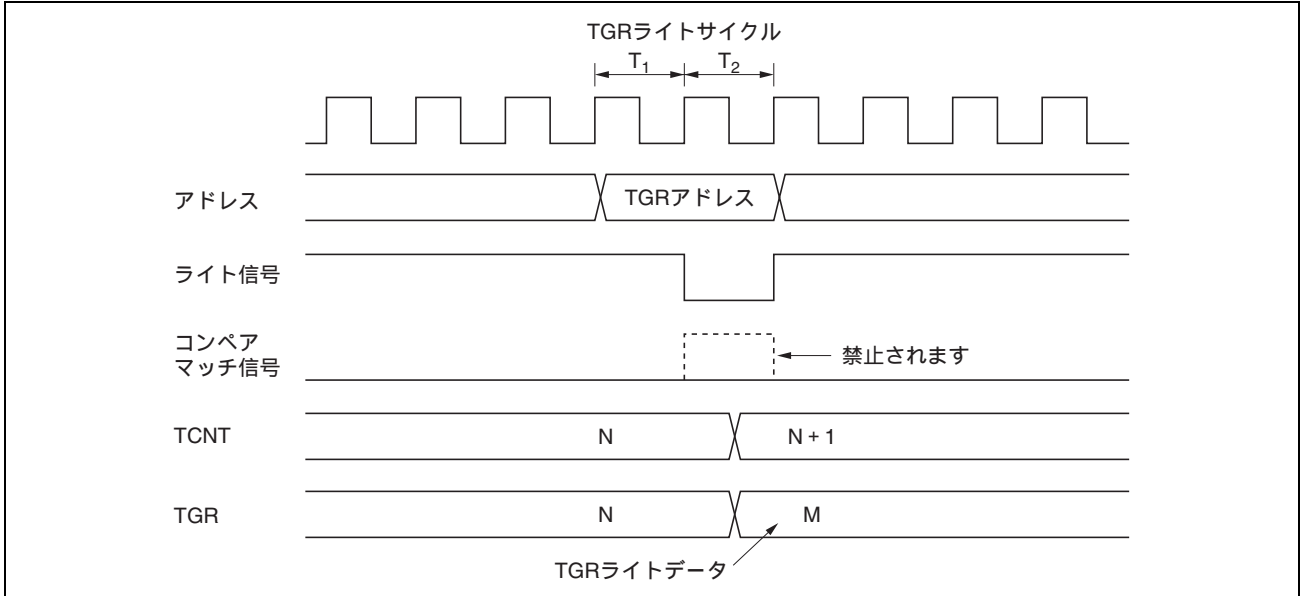 TGRライトサイクル
T1 T2
アドレス TGRアドレス
ライト信号
コンペア
マッチ信号
禁止されます
TCNT N N + 1
TGR N M
TGRライトデータ